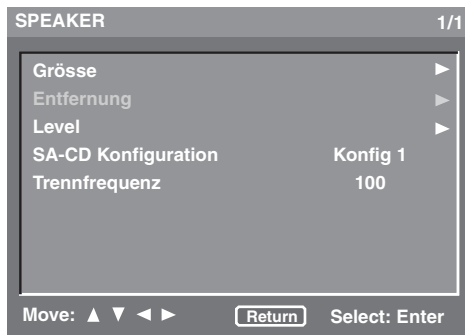 SPEAKER 1/1
Grösse ►
Entfernung ►
Level ►
SA-CD Konfiguration Konfig 1
Trennfrequenz 100
Move: ▲ ▼ ◄ ► Return Select: Enter